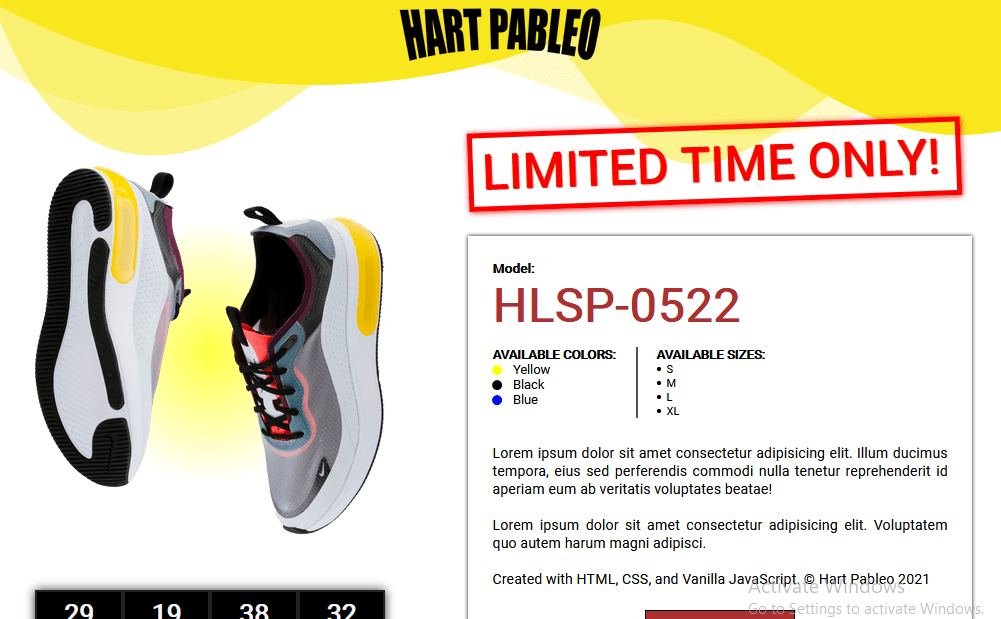 HART PABLEO
LIMITED TIME ONLY!
Model:
HLSP-0522
AVAILABLE COLORS:
Yellow
Black
Blue
AVAILABLE SIZES:
S
M
L
XL
Lorem ipsum dolor sit amet consectetur adipisicing elit. Illum ducimus
tempora, eius sed perferendis commodi nulla tenetur reprehenderit id
aperiam eum ab veritatis voluptates beatae!
Lorem ipsum dolor sit amet consectetur adipisicing elit. Voluptatem
quo autem harum magni adipisci.
Created with HTML, CSS, and Vanilla JavaScript. © Hart Pableo 2021
Activate Windows
Go to Settings to activate Windows.
29 19 38 32